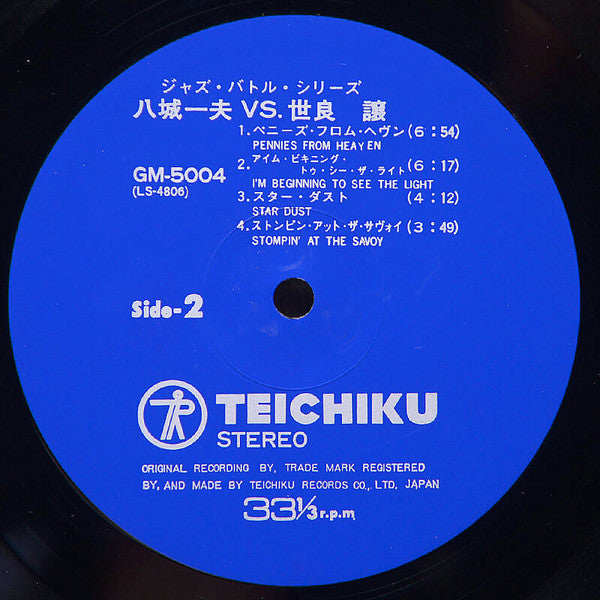 ジャズ・バトル・シリーズ
八城一夫 VS. 世良 譲
1. ペニーズ・フロム・ヘヴン (6:54)
PENNIES FROM HEAVEN
2. アイム・ビキニング・トゥ・シー・ザ・ライト (6:17)
I'M BEGINNING TO SEE THE LIGHT
3. スター・ダスト (4:12)
STAR DUST
4. ストンピン・アット・ザ・サヴォイ (3:49)
STOMPIN' AT THE SAVOY
GM-5004
(LS-4806)
Side-2
TEICHIKU
STEREO
ORIGINAL RECORDING BY, TRADE MARK REGISTERED
BY, AND MADE BY TEICHIKU RECORDS CO., LTD. JAPAN
33 1/3 r.p.m